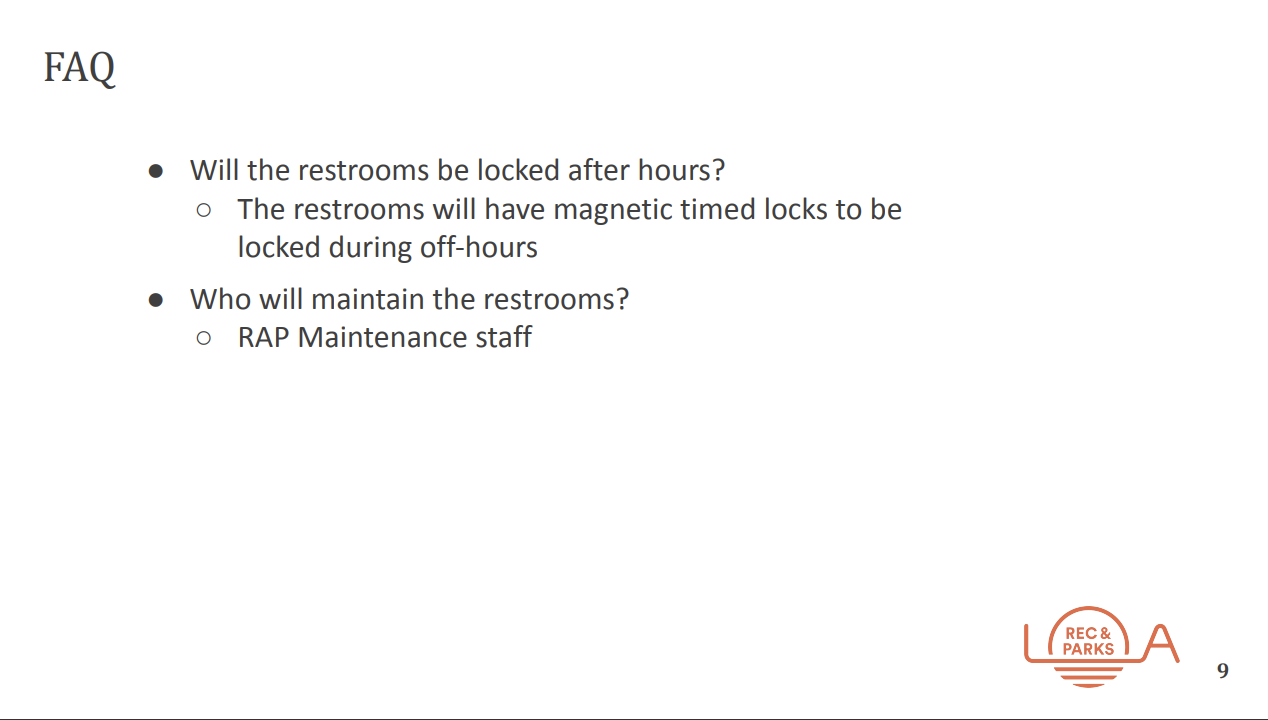 FAQ
● Will the restrooms be locked after hours?
○ The restrooms will have magnetic timed locks to be
locked during off-hours
● Who will maintain the restrooms?
○ RAP Maintenance staff
L A
REC &
PARKS
9